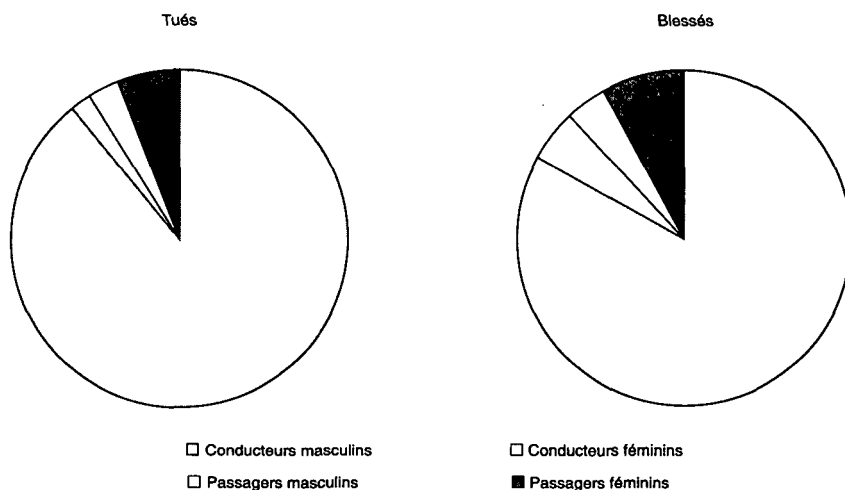 Tués Blessés
Conducteurs masculins Conducteurs féminins
Passagers masculins Passagers féminins